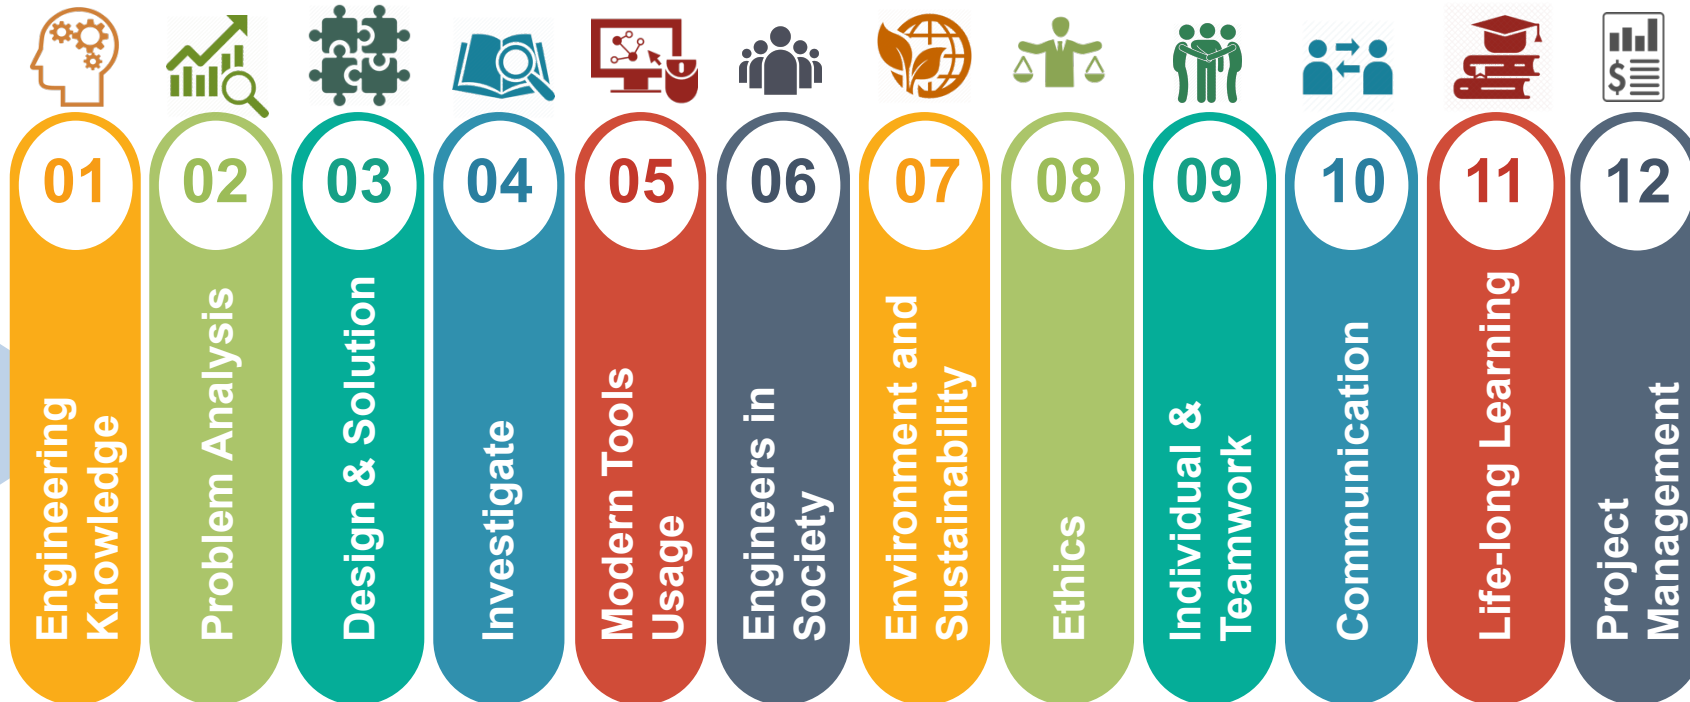 01
Engineering
Knowledge
02
Problem Analysis
03
Design & Solution
04
Investigate
05
Modern Tools
Usage
06
Engineers in
Society
07
Environment and
Sustainability
08
Ethics
09
Individual &
Teamwork
10
Communication
11
Life-long Learning
$
12
Project
Management